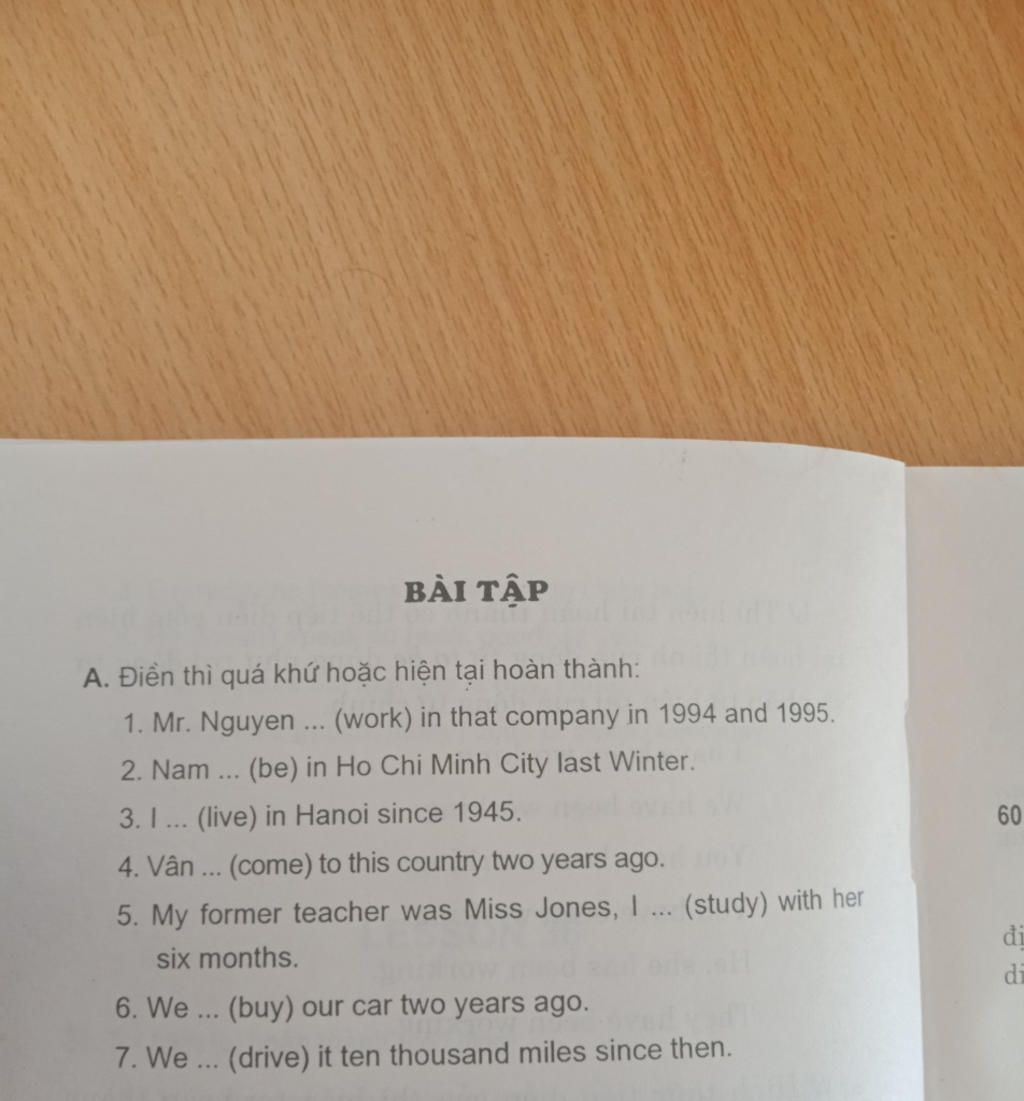 BÀI TẬP
A. Điền thì quá khứ hoặc hiện tại hoàn thành:
1. Mr. Nguyen ... (work) in that company in 1994 and 1995.
2. Nam ... (be) in Ho Chi Minh City last Winter.
3. I ... (live) in Hanoi since 1945.
4. Vân ... (come) to this country two years ago.
5. My former teacher was Miss Jones, I ... (study) with her
six months.
6. We ... (buy) our car two years ago.
7. We ... (drive) it ten thousand miles since then.
60